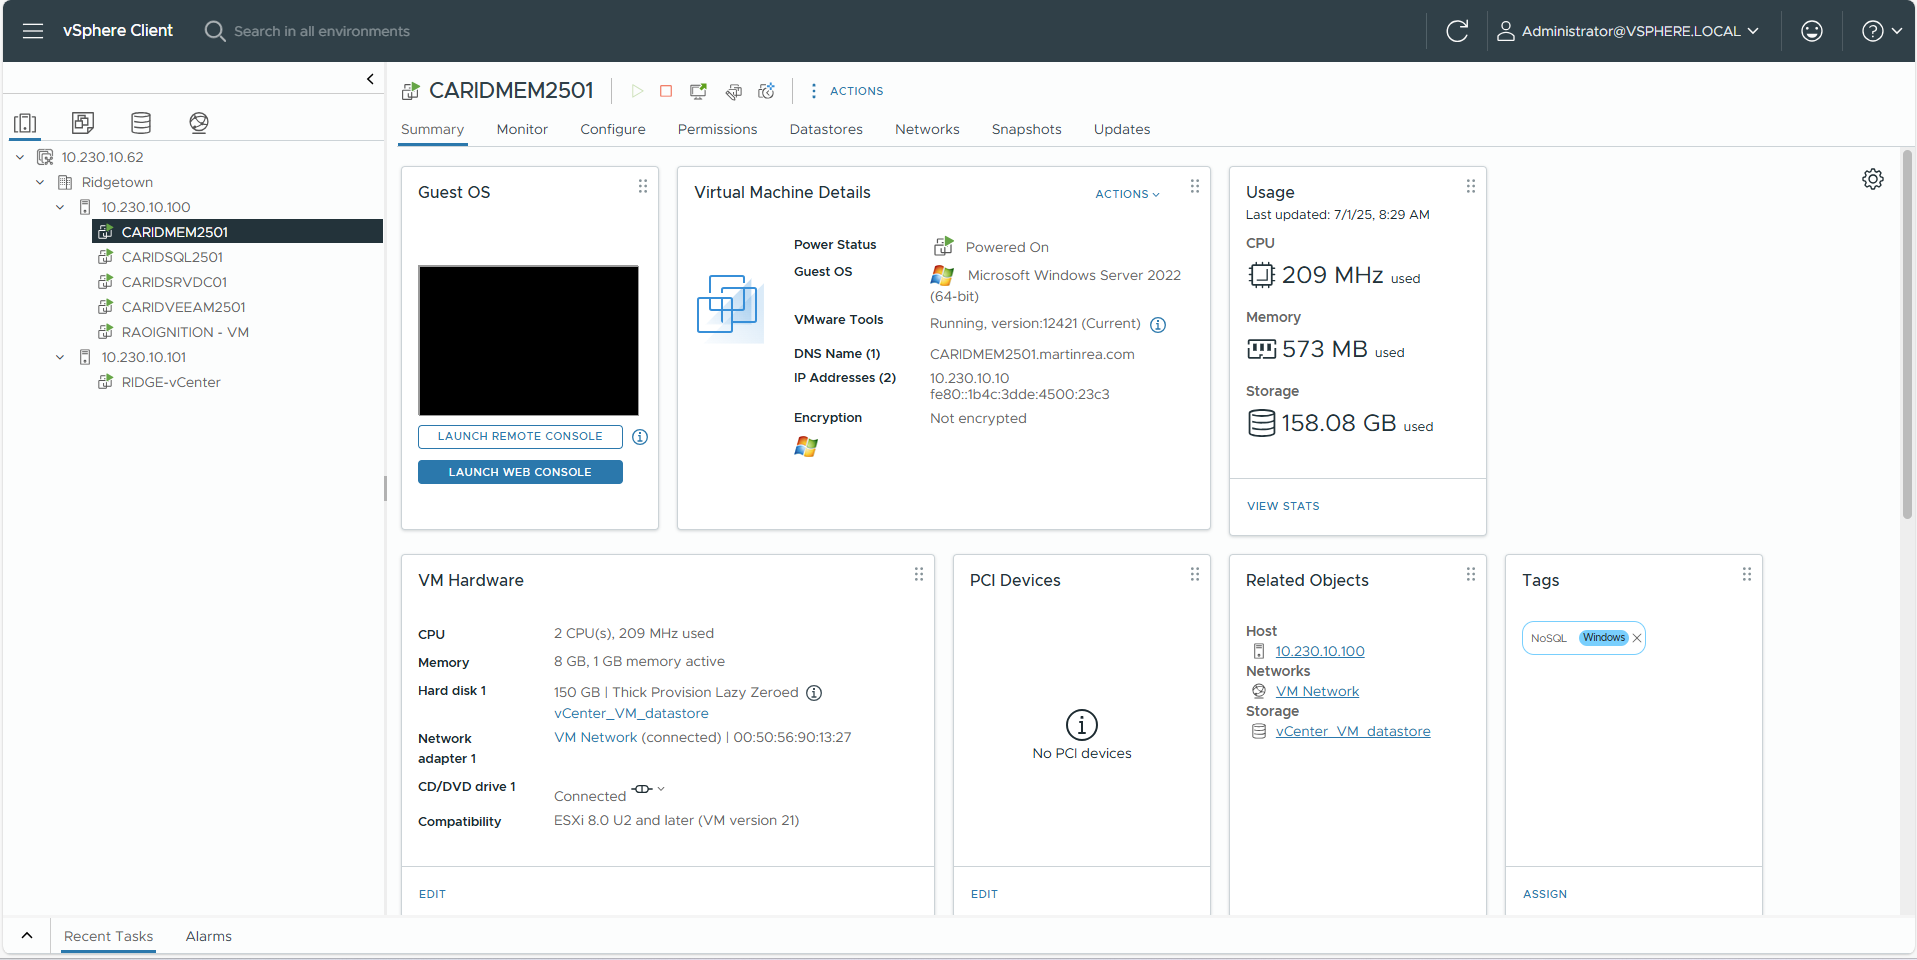 vSphere Client
Search in all environments
Administrator@VSPHERE.LOCAL
10.230.10.62
Ridgetown
10.230.10.100
CARIDMEM2501
CARIDSQL2501
CARIDSRVDC01
CARIDVEEAM2501
RAOIGNITION - VM
10.230.10.101
RIDGE-vCenter
CARIDMEM2501
ACTIONS
Summary Monitor Configure Permissions Datastores Networks Snapshots Updates
Guest OS
LAUNCH REMOTE CONSOLE
LAUNCH WEB CONSOLE
Virtual Machine Details
ACTIONS
Power Status Powered On
Guest OS Microsoft Windows Server 2022
(64-bit)
VMware Tools Running, version:12421 (Current)
DNS Name (1) CARIDMEM2501.martinrea.com
IP Addresses (2) 10.230.10.10
fe80::1b4c:3dde:4500:23c3
Encryption Not encrypted
Usage
Last updated: 7/1/25, 8:29 AM
CPU
209 MHz used
Memory
573 MB used
Storage
158.08 GB used
VIEW STATS
VM Hardware
CPU 2 CPU(s), 209 MHz used
Memory 8 GB, 1 GB memory active
Hard disk 1 150 GB | Thick Provision Lazy Zeroed
vCenter_VM_datastore
Network VM Network (connected) | 00:50:56:90:13:27
adapter 1
CD/DVD drive 1 Connected
Compatibility ESXi 8.0 U2 and later (VM version 21)
EDIT
PCI Devices
No PCI devices
EDIT
Related Objects
Host
10.230.10.100
Networks
VM Network
Storage
vCenter_VM_datastore
Tags
NoSQL Windows
ASSIGN
Recent Tasks Alarms